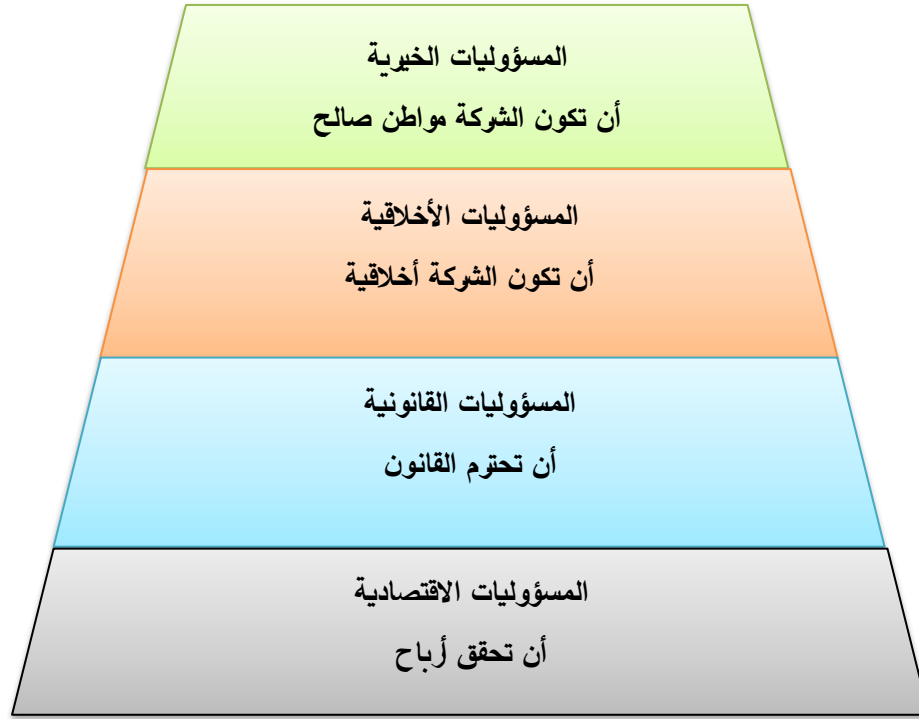 المسؤوليات الخيرية
أن تكون الشركة مواطن صالح
المسؤوليات الأخلاقية
أن تكون الشركة أخلاقية
المسؤوليات القانونية
أن تحترم القانون
المسؤوليات الاقتصادية
أن تحقق أرباح